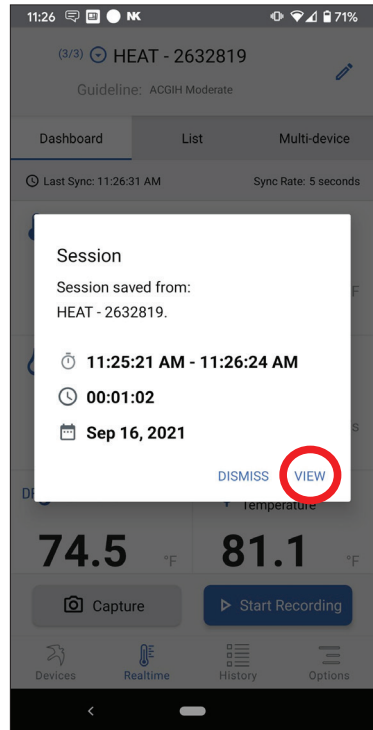 11:26 NK 71%
(3/3) HEAT - 2632819
Guideline: ACGIH Moderate
Dashboard List Multi-device
Last Sync: 11:26:31 AM Sync Rate: 5 seconds
Session
Session saved from:
HEAT - 2632819.
11:25:21 AM - 11:26:24 AM
00:01:02
Sep 16, 2021
DISMISS VIEW
Temperature
74.5 °F 81.1 °F
Capture Start Recording
Devices Realtime History Options